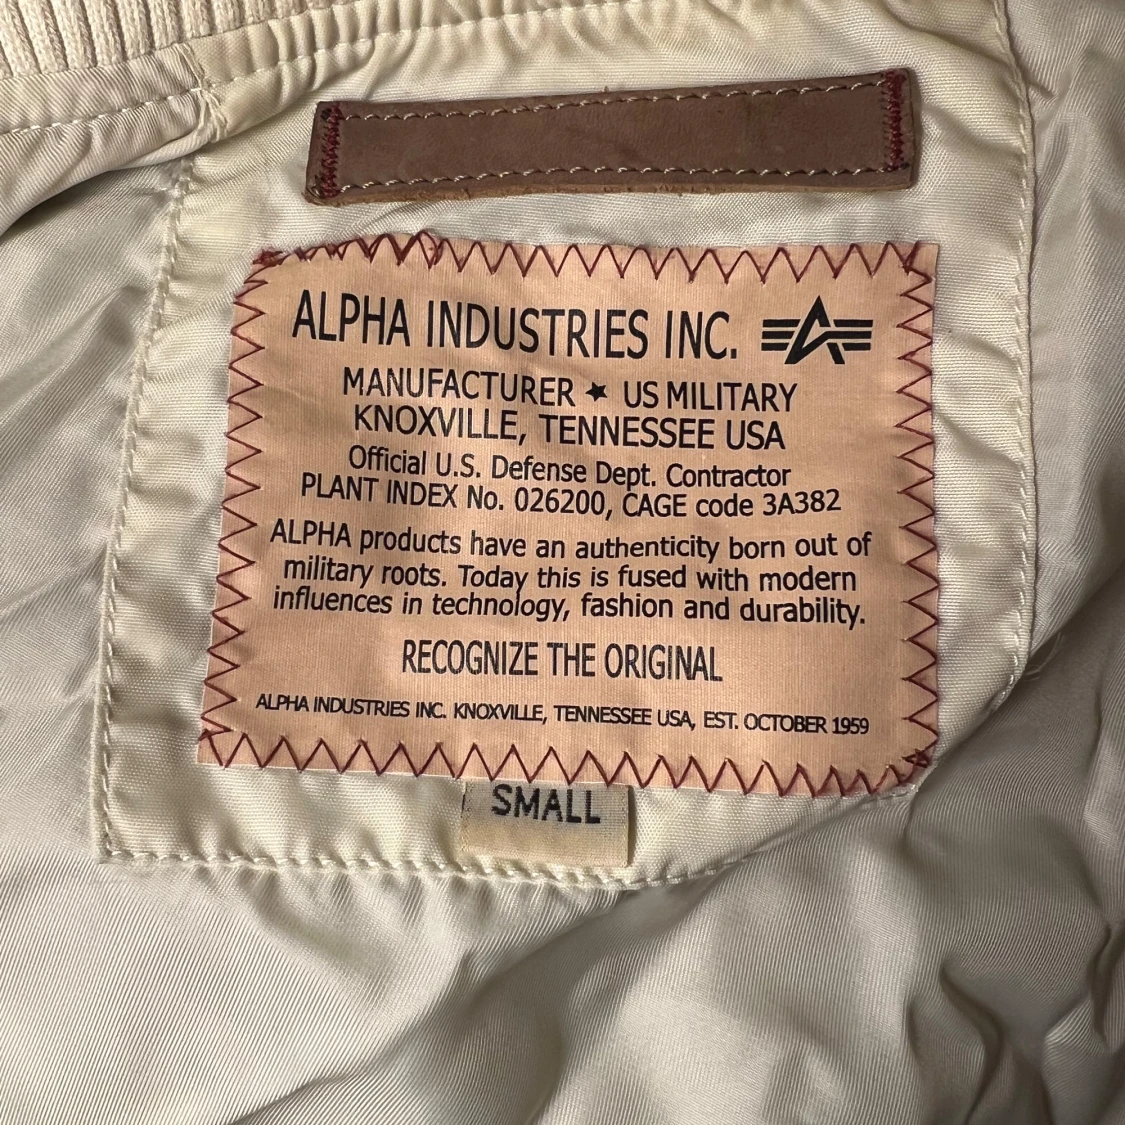 ALPHA INDUSTRIES INC.
MANUFACTURER ★ US MILITARY
KNOXVILLE, TENNESSEE USA
Official U.S. Defense Dept. Contractor
PLANT INDEX No. 026200, CAGE code 3A382
ALPHA products have an authenticity born out of
military roots. Today this is fused with modern
influences in technology, fashion and durability.
RECOGNIZE THE ORIGINAL
ALPHA INDUSTRIES INC. KNOXVILLE, TENNESSEE USA, EST. OCTOBER 1959
SMALL